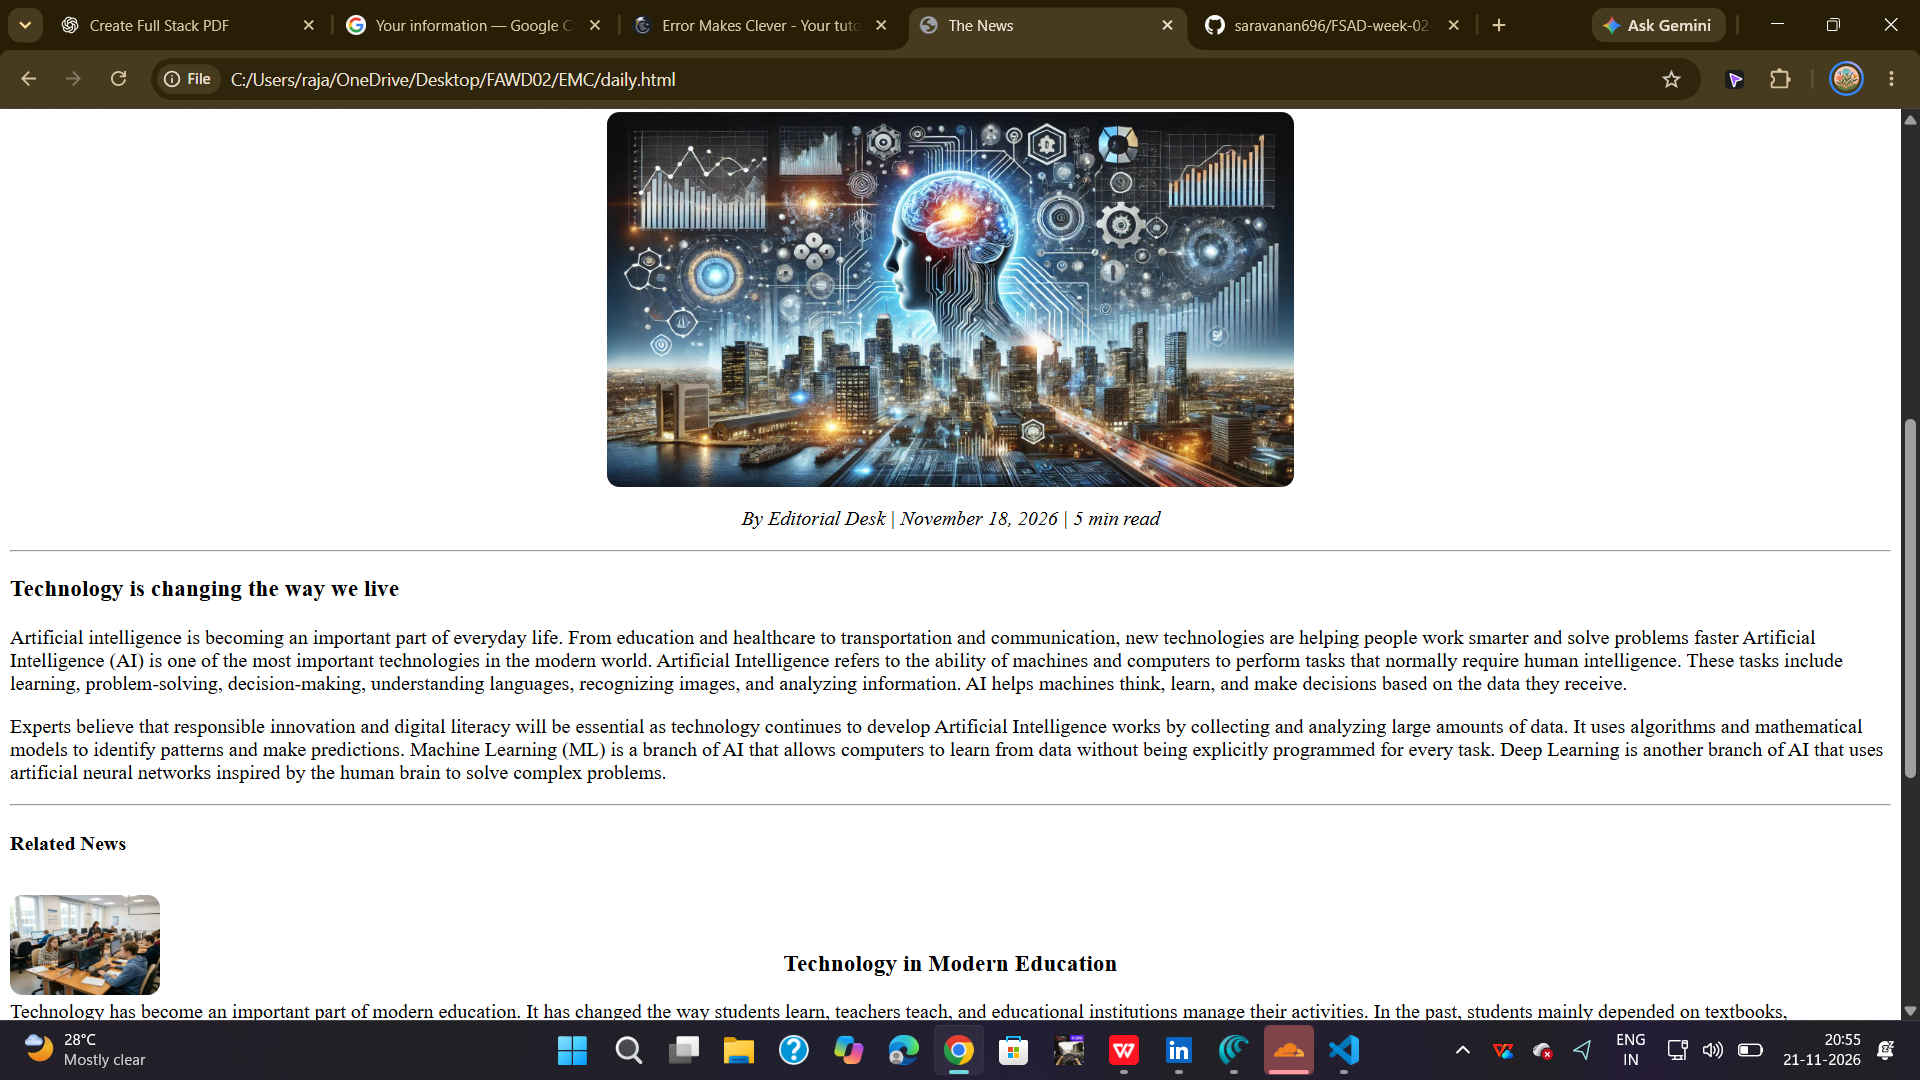 Create Full Stack PDF
Your information — Google C
Error Makes Clever - Your tuto
The News
saravanan696/FSAD-week-02
Ask Gemini
File
C:/Users/raja/OneDrive/Desktop/FAWD02/EMC/daily.html
By Editorial Desk | November 18, 2026 | 5 min read
Technology is changing the way we live
Artificial intelligence is becoming an important part of everyday life. From education and healthcare to transportation and communication, new technologies are helping people work smarter and solve problems faster Artificial
Intelligence (AI) is one of the most important technologies in the modern world. Artificial Intelligence refers to the ability of machines and computers to perform tasks that normally require human intelligence. These tasks include
learning, problem-solving, decision-making, understanding languages, recognizing images, and analyzing information. AI helps machines think, learn, and make decisions based on the data they receive.
Experts believe that responsible innovation and digital literacy will be essential as technology continues to develop Artificial Intelligence works by collecting and analyzing large amounts of data. It uses algorithms and mathematical
models to identify patterns and make predictions. Machine Learning (ML) is a branch of AI that allows computers to learn from data without being explicitly programmed for every task. Deep Learning is another branch of AI that uses
artificial neural networks inspired by the human brain to solve complex problems.
Related News
Technology in Modern Education
Technology has become an important part of modern education. It has changed the way students learn, teachers teach, and educational institutions manage their activities. In the past, students mainly depended on textbooks,
28°C
Mostly clear
ENG
IN
20:55
21-11-2026